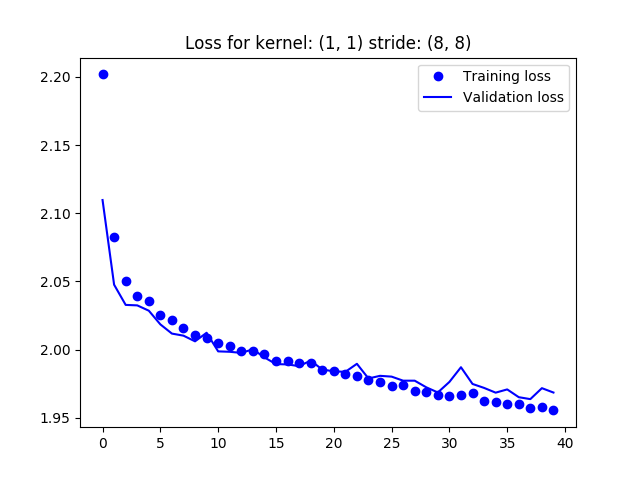 Loss for kernel: (1, 1) stride: (8, 8)
Training loss
Validation loss
2.20
2.15
2.10
2.05
2.00
1.95
0 5 10 15 20 25 30 35 40